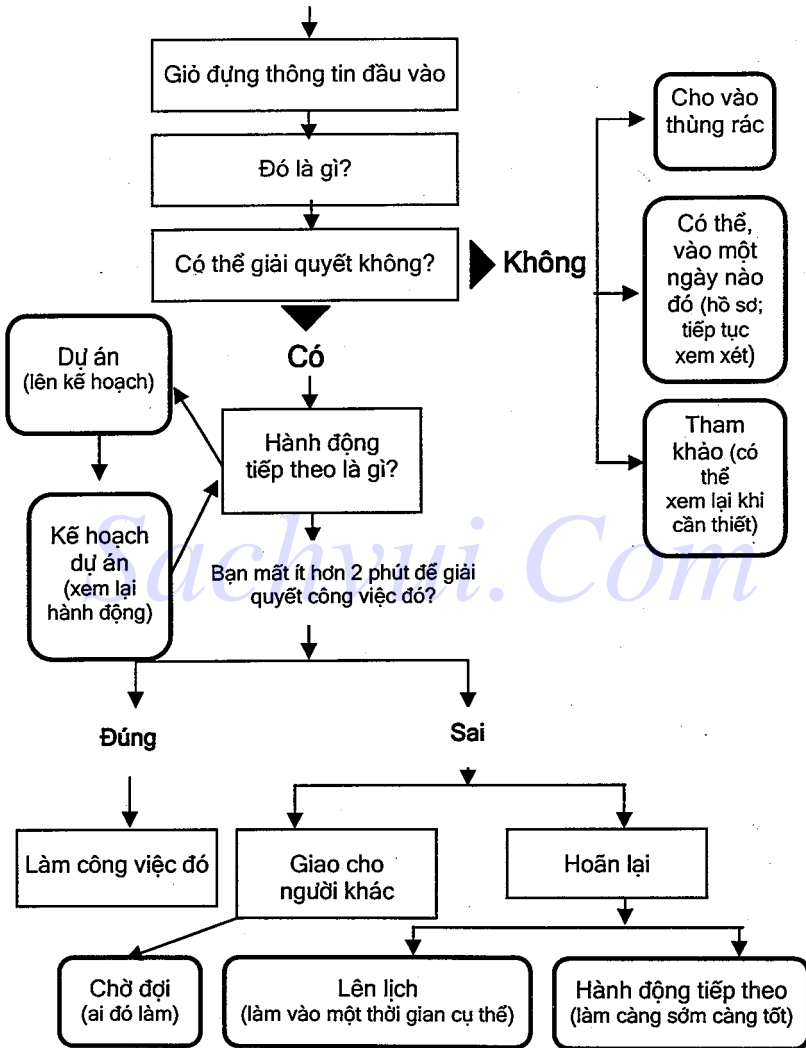 Giỏ đựng thông tin đầu vào
Đó là gì?
Có thể giải quyết không?
Không
Cho vào
thùng rác
Có thể,
vào một
ngày nào
đó (hồ sơ;
tiếp tục
xem xét)
Tham
khảo (có
thể
xem lại khi
cần thiết)
Có
Dự án
(lên kế hoạch)
Hành động
tiếp theo là gì?
Kế hoạch
dự án
(xem lại
hành động)
Sachvui.Com
Bạn mất ít hơn 2 phút để giải
quyết công việc đó?
Đúng
Sai
Làm công việc đó
Giao cho
người khác
Hoãn lại
Chờ đợi
(ai đó làm)
Lên lịch
(làm vào một thời gian cụ thể)
Hành động tiếp theo
(làm càng sớm càng tốt)